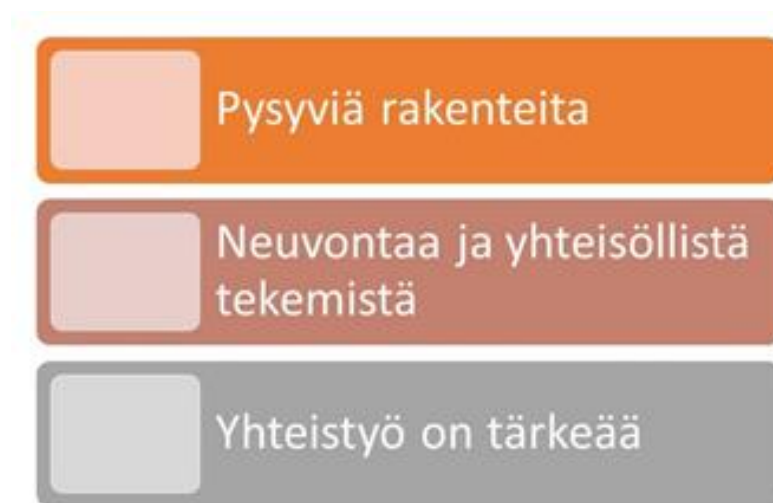 Pysyviä rakenteita
Neuvontaa ja yhteisöllistä
tekemistä
Yhteistyö on tärkeää